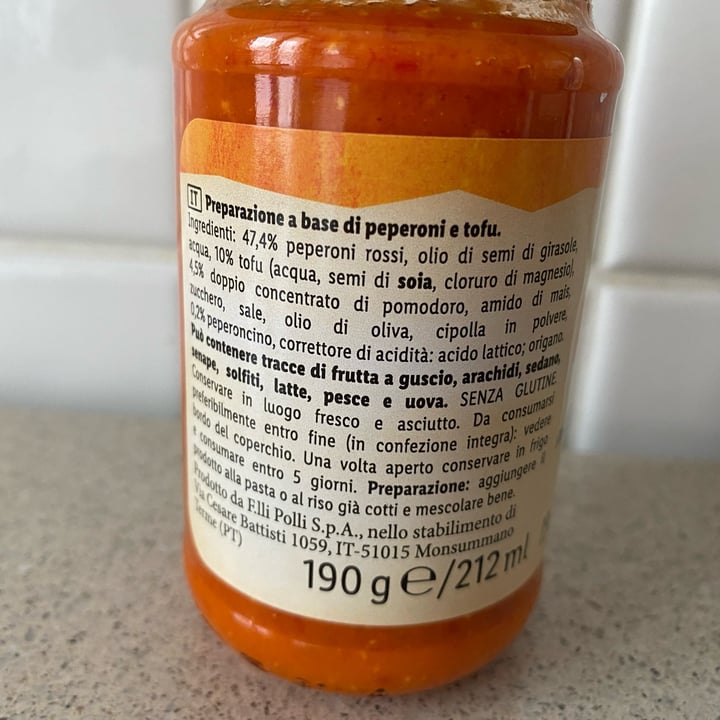 IT Preparazione a base di peperoni e tofu.
Ingredienti: 47,4% peperoni rossi, olio di semi di girasole,
acqua, 10% tofu (acqua, semi di soia, cloruro di magnesio),
4,5% doppio concentrato di pomodoro, amido di mais,
zucchero, sale, olio di oliva, cipolla in polvere,
0,2% peperoncino, correttore di acidità: acido lattico; origano.
Può contenere tracce di frutta a guscio, arachidi, sedano,
senape, solfiti, latte, pesce e uova. SENZA GLUTINE.
Conservare in luogo fresco e asciutto. Da consumarsi
preferibilmente entro fine (in confezione integra): vedere
bordo del coperchio. Una volta aperto conservare in frigo
e consumare entro 5 giorni. Preparazione: aggiungere il
prodotto alla pasta o al riso già cotti e mescolare bene.
Prodotto da F.lli Polli S.p.A., nello stabilimento di
Via Cesare Battisti 1059, IT-51015 Monsummano
Terme (PT)
190 g ℮/212 ml